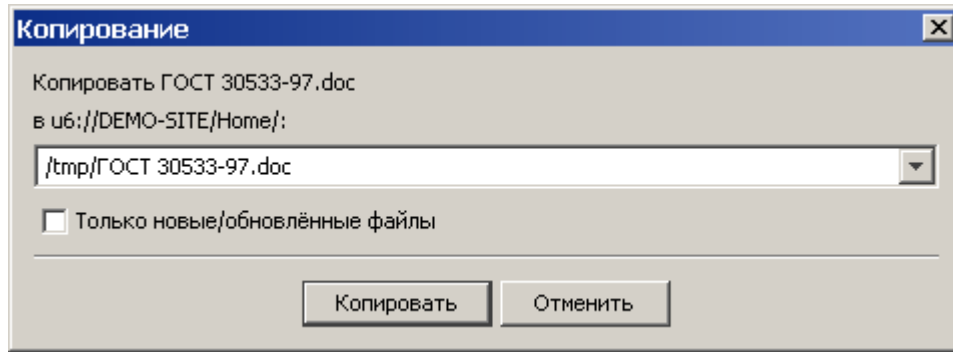 Копирование
Копировать ГОСТ 30533-97.doc
в u6://DEMO-SITE/Home/:
/tmp/ГОСТ 30533-97.doc
Только новые/обновлённые файлы
Копировать Отменить